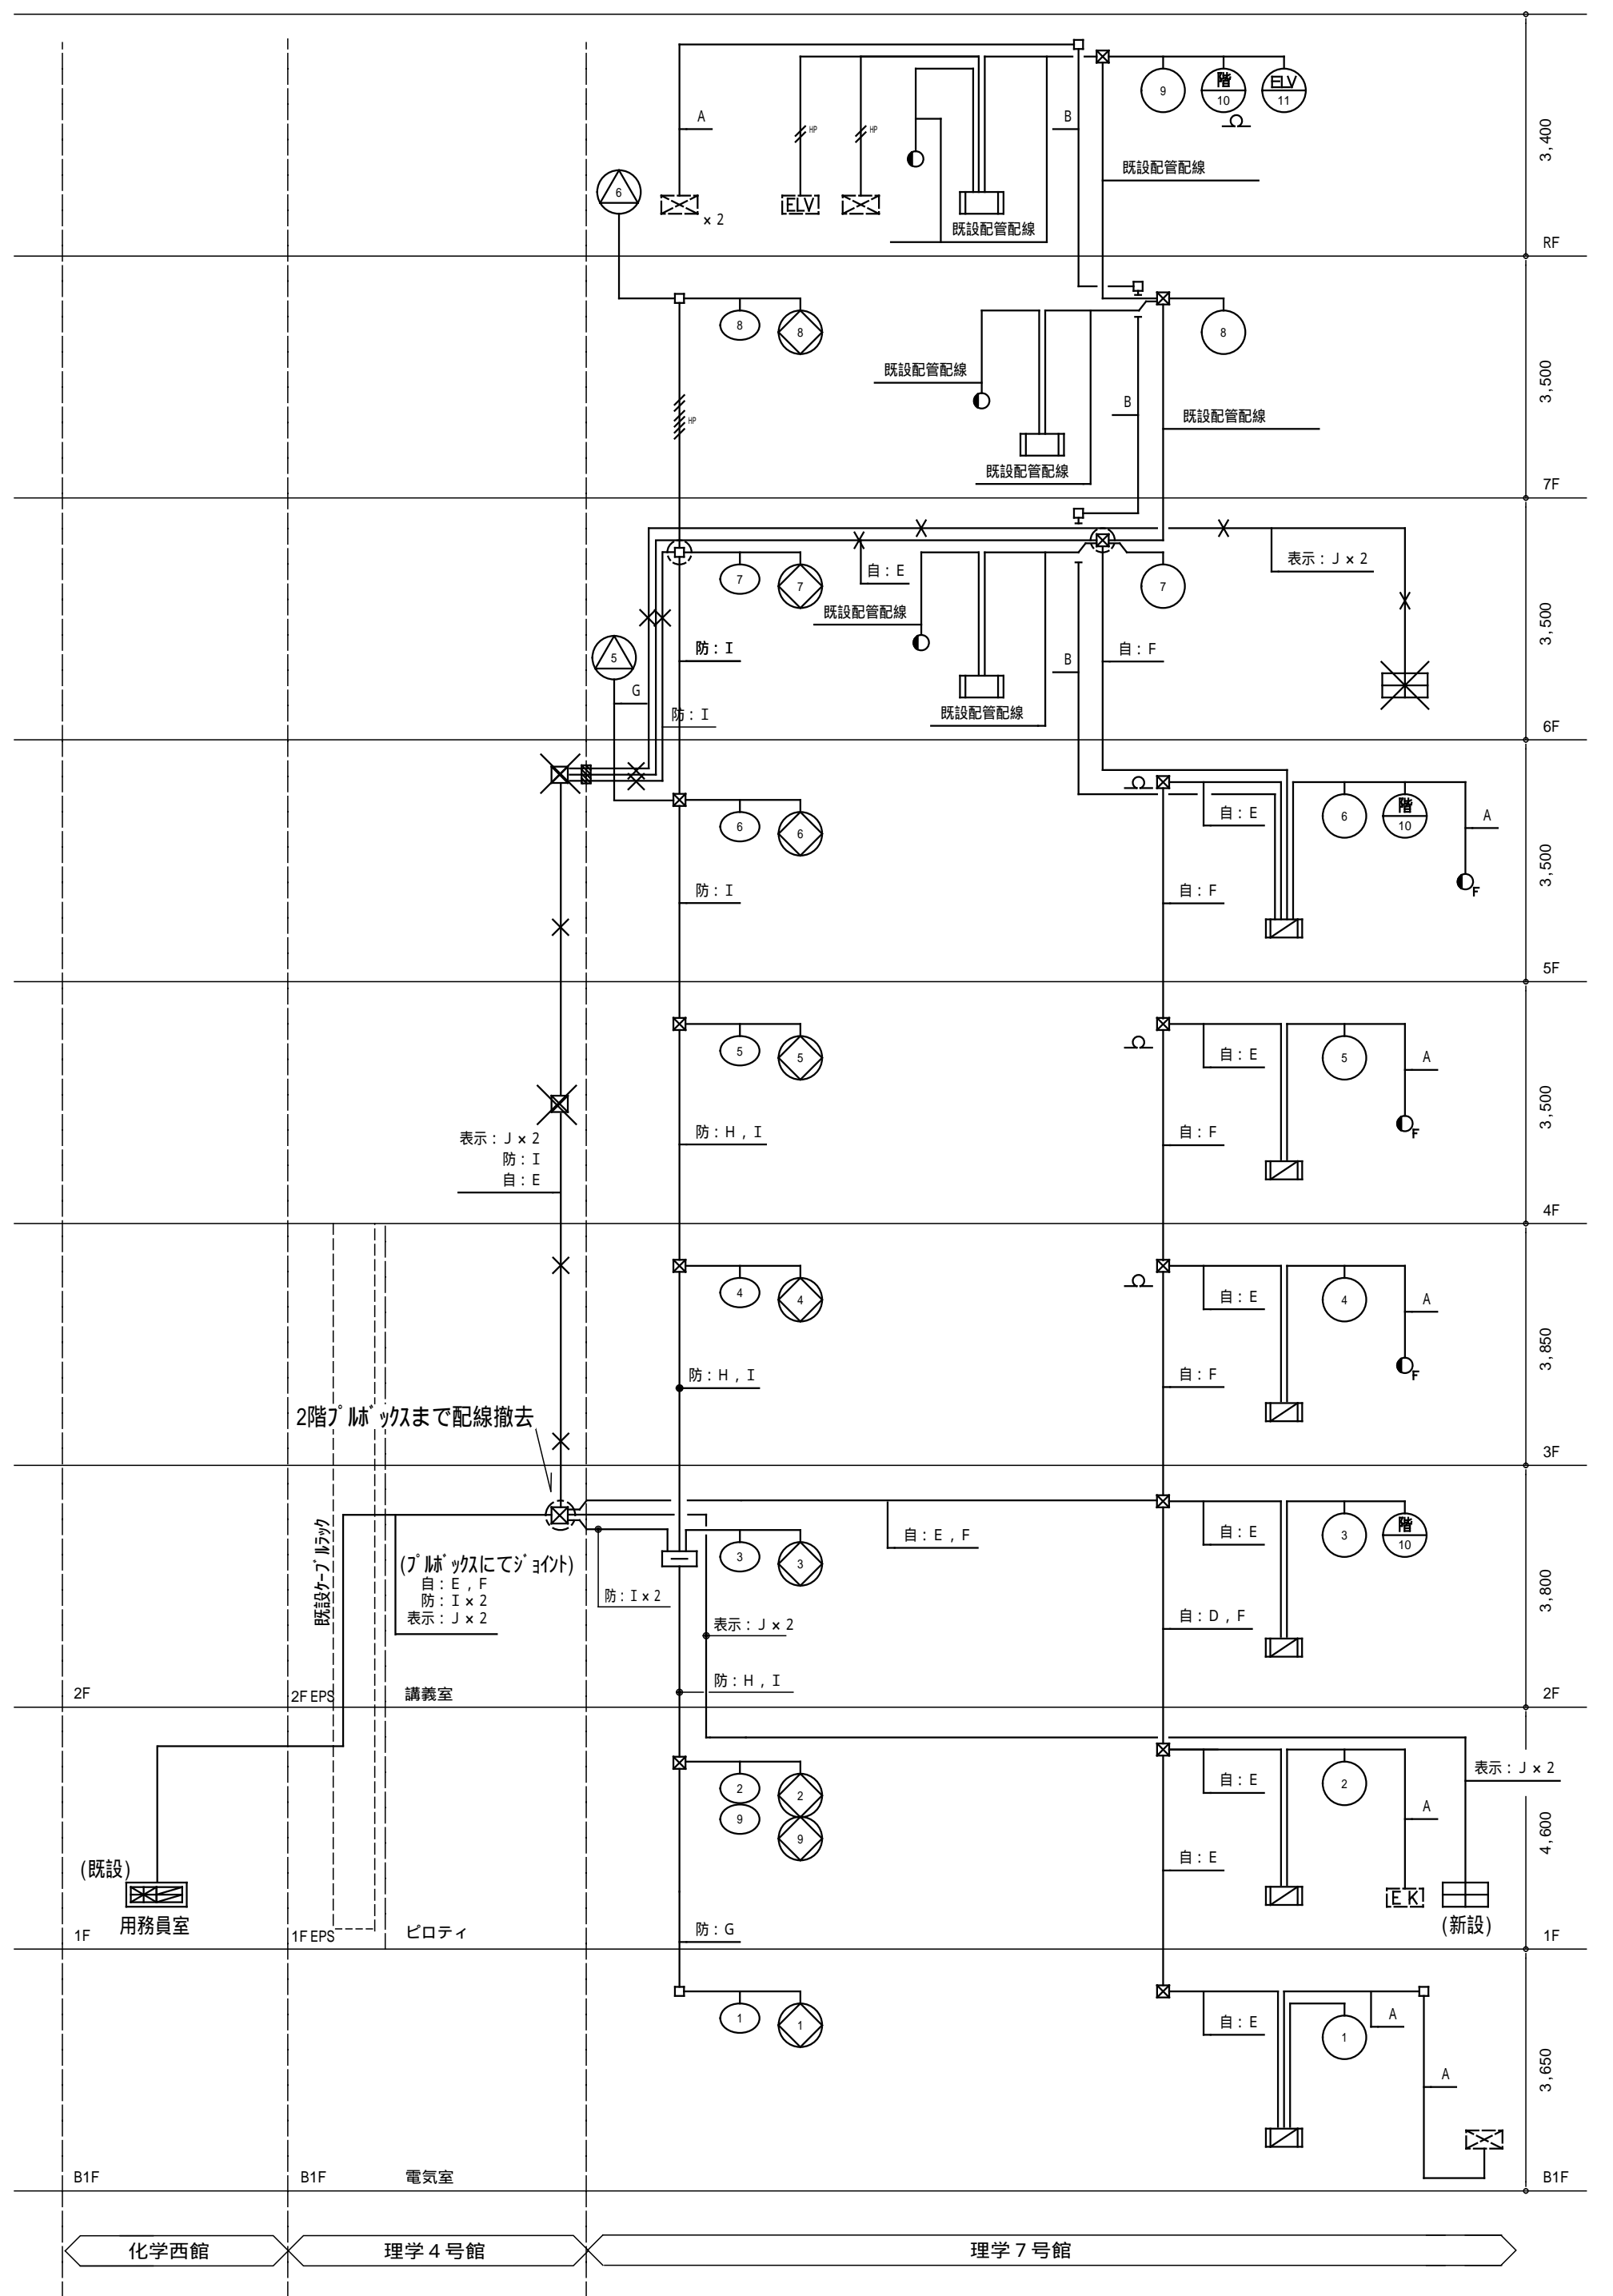 9
階
10
ELV
11
A
B
HP
HP
3,400
既設配管配線
6
× 2
ELV
既設配管配線
RF
8
8
8
既設配管配線
B
既設配管配線
HP
3,500
既設配管配線
7F
表示：J × 2
自：E
7
7
7
既設配管配線
防：I
自：F
B
3,500
5
G
防：I
既設配管配線
6F
自：E
6
階
10
A
6
6
F
防：I
自：F
3,500
5F
5
5
自：E
5
A
F
防：H , I
自：F
3,500
表示：J × 2
防：I
自：E
4F
4
4
自：E
4
A
F
防：H , I
自：F
3,850
2階ﾌﾟﾙﾎﾞｯｸｽまで配線撤去
3F
既設ｹｰﾌﾞﾙﾗｯｸ
(ﾌﾟﾙﾎﾞｯｸｽにてｼﾞｮｲﾝﾄ)
自：E , F
防：I × 2
表示：J × 2
3
3
自：E , F
自：E
3
階
10
防：I × 2
表示：J × 2
自：D , F
3,800
防：H , I
2F
2F EPS
講義室
2F
2
9
2
9
自：E
2
A
表示：J × 2
自：E
4,600
(既設)
用務員室
E K
(新設)
1F
1F EPS
ピロティ
防：G
1F
1
1
自：E
1
A
A
3,650
B1F
B1F
電気室
B1F
化学西館
理学４号館
理学７号館